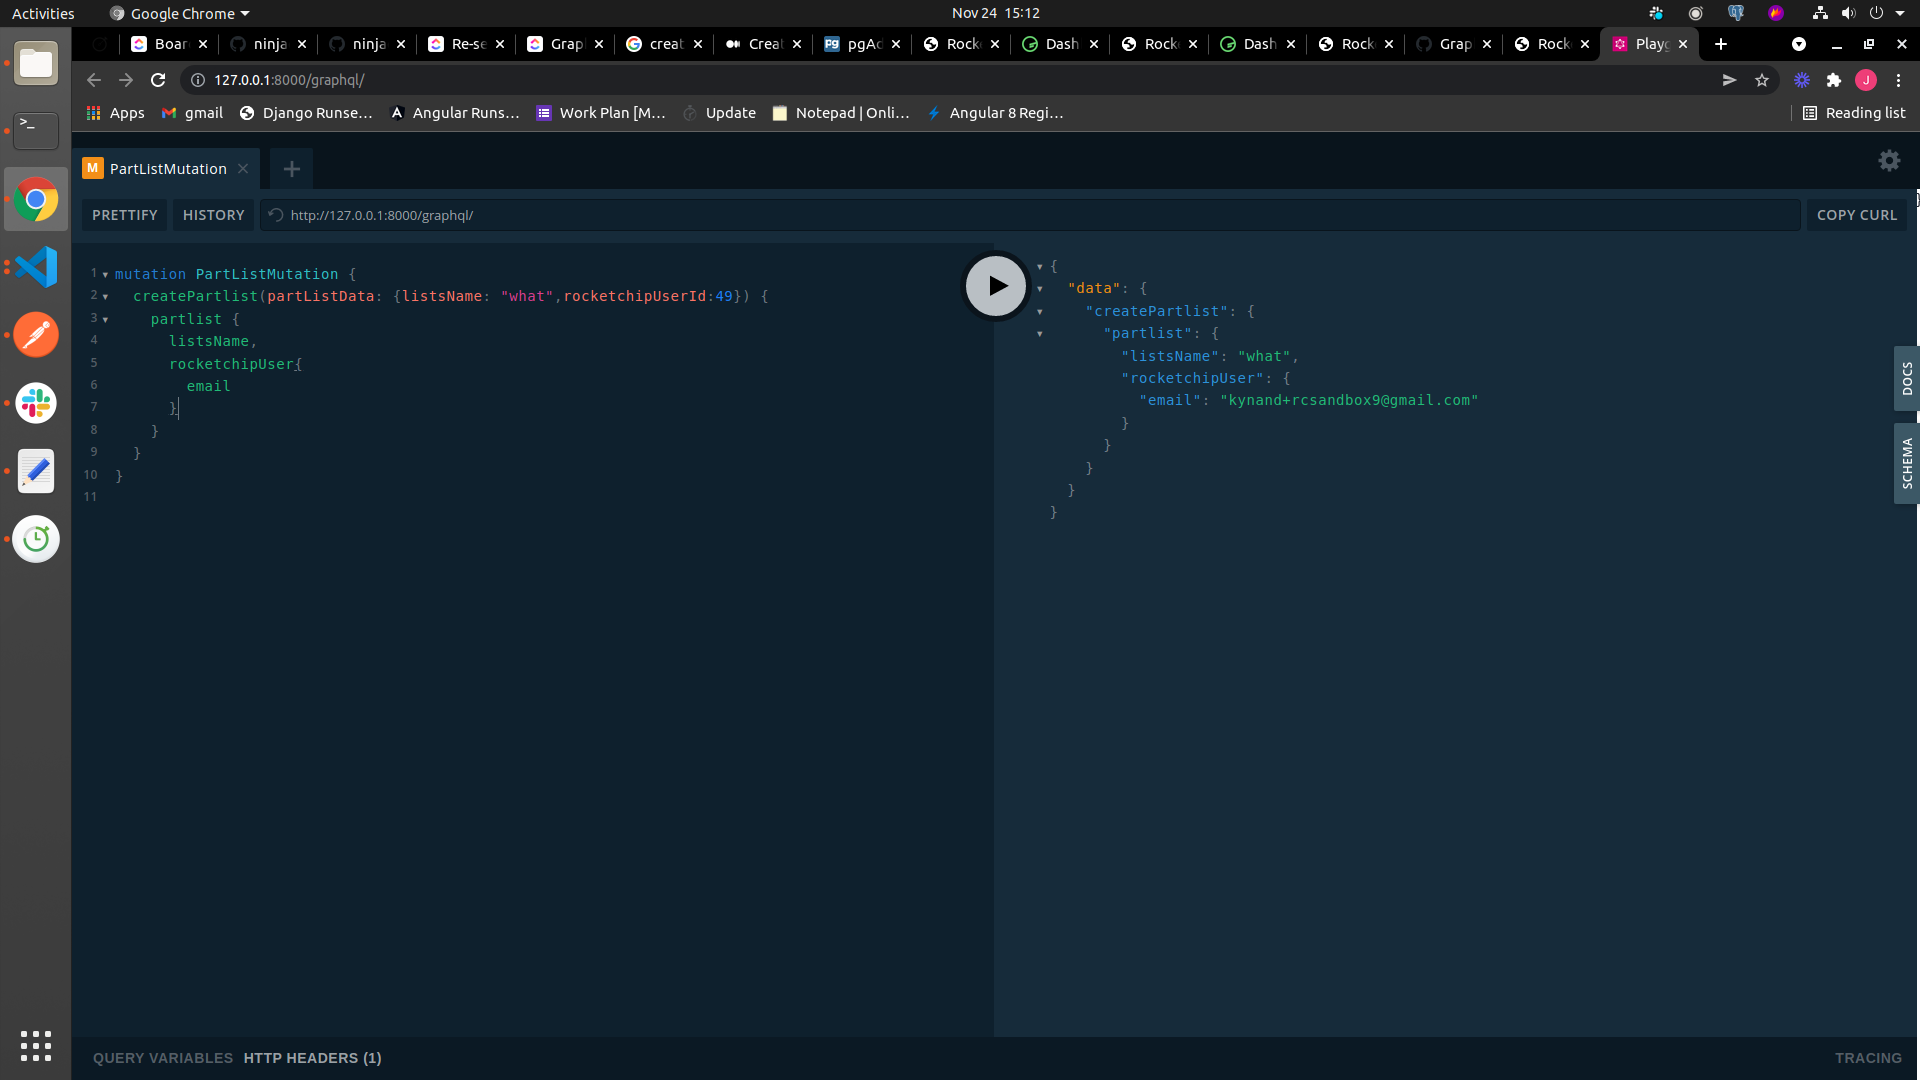 Activities
Google Chrome
Nov 24 15:12
Boar
ninja
ninja
Re-se
Grap
creat
Creat
pgAd
Rock
Dash
Rock
Dash
Rock
Grap
Rock
Playg
127.0.0.1:8000/graphql/
J
Apps
gmail
Django Runse...
Angular Runs...
Work Plan [M...
Update
Notepad | Onli...
Angular 8 Regi...
Reading list
M PartListMutation
PRETTIFY
HISTORY
http://127.0.0.1:8000/graphql/
COPY CURL
1 mutation PartListMutation {
2 createPartlist(partListData: {listsName: "what",rocketchipUserId:49}) {
3 partlist {
4 listsName,
5 rocketchipUser{
6 email
7 }
8 }
9 }
10 }
11
{
"data": {
"createPartlist": {
"partlist": {
"listsName": "what",
"rocketchipUser": {
"email": "kynand+rcsandbox9@gmail.com"
}
}
}
}
}
DOCS
SCHEMA
QUERY VARIABLES
HTTP HEADERS (1)
TRACING